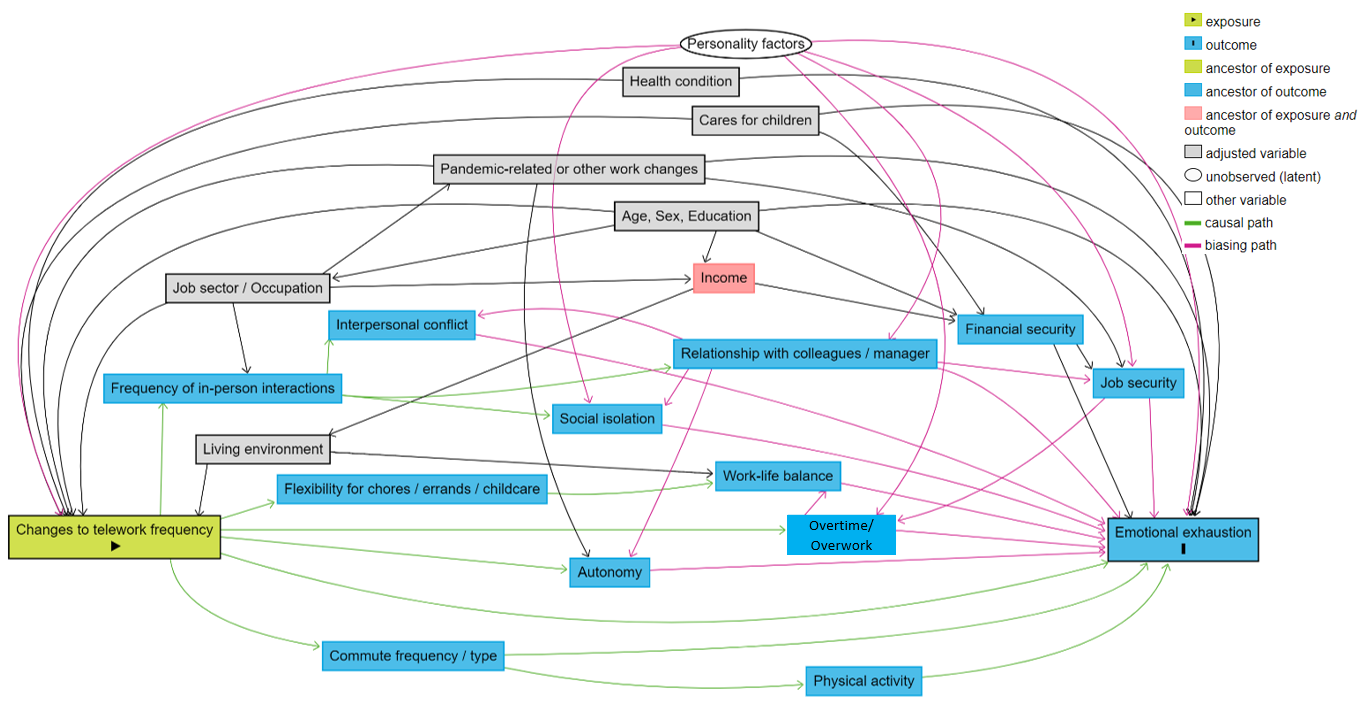 Personality factors
Health condition
Cares for children
Pandemic-related or other work changes
Age, Sex, Education
Income
Job sector / Occupation
Interpersonal conflict
Financial security
Relationship with colleagues / manager
Frequency of in-person interactions
Job security
Social isolation
Living environment
Work-life balance
Flexibility for chores / errands / childcare
Changes to telework frequency
Overtime/
Overwork
Emotional exhaustion
Autonomy
Commute frequency / type
Physical activity
exposure
outcome
ancestor of exposure
ancestor of outcome
ancestor of exposure and
outcome
adjusted variable
unobserved (latent)
other variable
causal path
biasing path